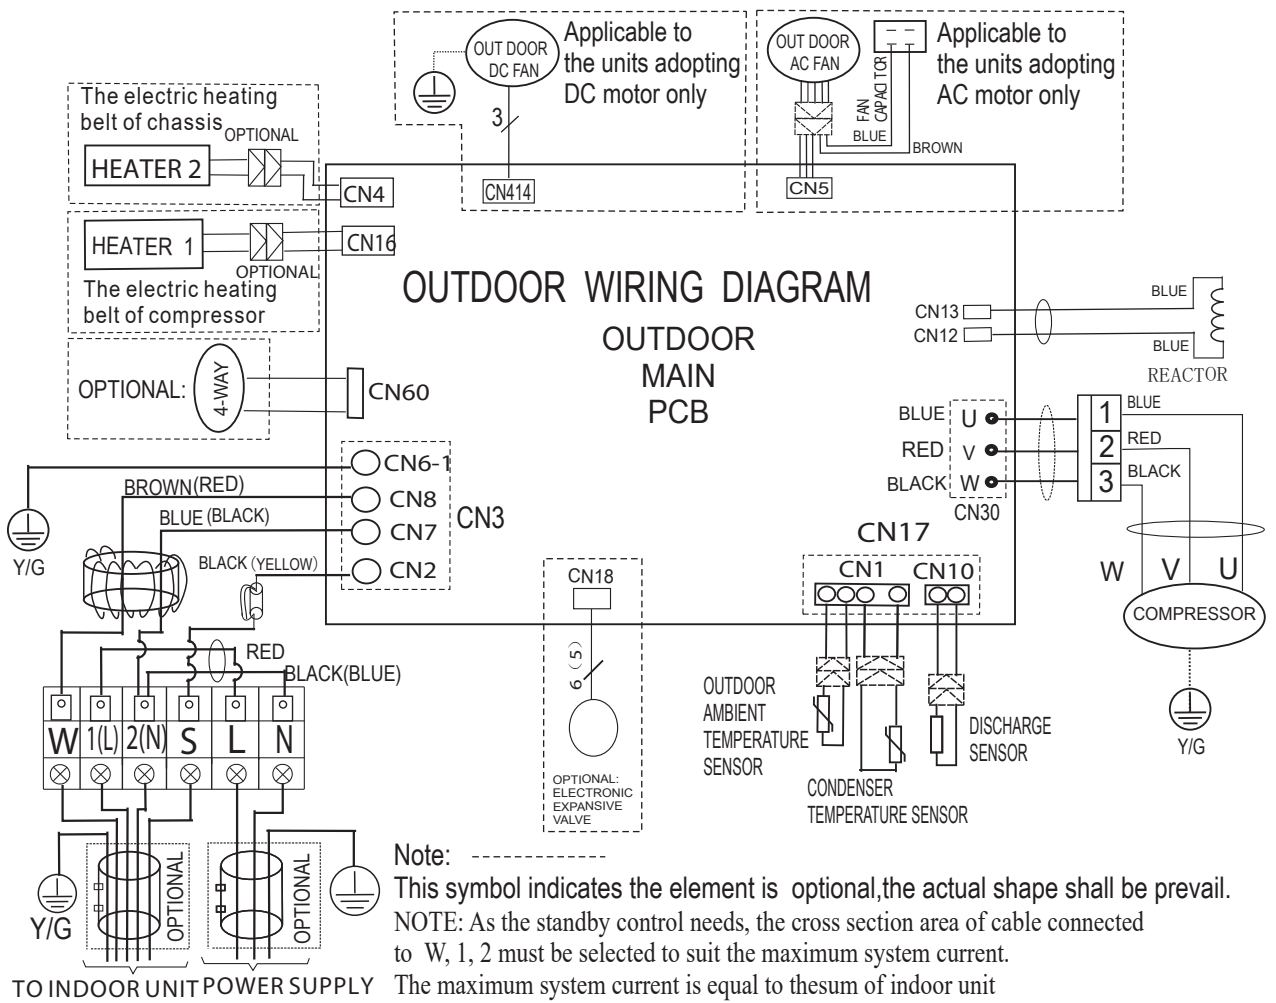 OUT DOOR
DC FAN
Applicable to
the units adopting
DC motor only
3
CN414
OUT DOOR
AC FAN
FAN
CAPACITOR
BLUE
BROWN
Applicable to
the units adopting
AC motor only
CN5
The electric heating
belt of chassis
OPTIONAL
HEATER 2
CN4
HEATER 1
CN16
OPTIONAL
The electric heating
belt of compressor
OPTIONAL:
4-WAY
CN60
OUTDOOR WIRING DIAGRAM
OUTDOOR
MAIN
PCB
CN13
CN12
BLUE
BLUE
REACTOR
BLUE U
RED V
BLACK W
CN30
1 BLUE
2 RED
3 BLACK
W V U
COMPRESSOR
Y/G
CN6-1
CN8
CN7
CN2
CN3
BROWN(RED)
BLUE (BLACK)
BLACK (YELLOW)
Y/G
RED
BLACK(BLUE)
W 1(L) 2(N) S L N
Y/G
OPTIONAL
OPTIONAL
TO INDOOR UNIT POWER SUPPLY
CN18
6 (5)
OPTIONAL:
ELECTRONIC
EXPANSIVE
VALVE
CN17
CN1 CN10
OUTDOOR
AMBIENT
TEMPERATURE
SENSOR
CONDENSER
TEMPERATURE SENSOR
DISCHARGE
SENSOR
Note: ------------
This symbol indicates the element is optional,the actual shape shall be prevail.
NOTE: As the standby control needs, the cross section area of cable connected
to W, 1, 2 must be selected to suit the maximum system current.
The maximum system current is equal to thesum of indoor unit